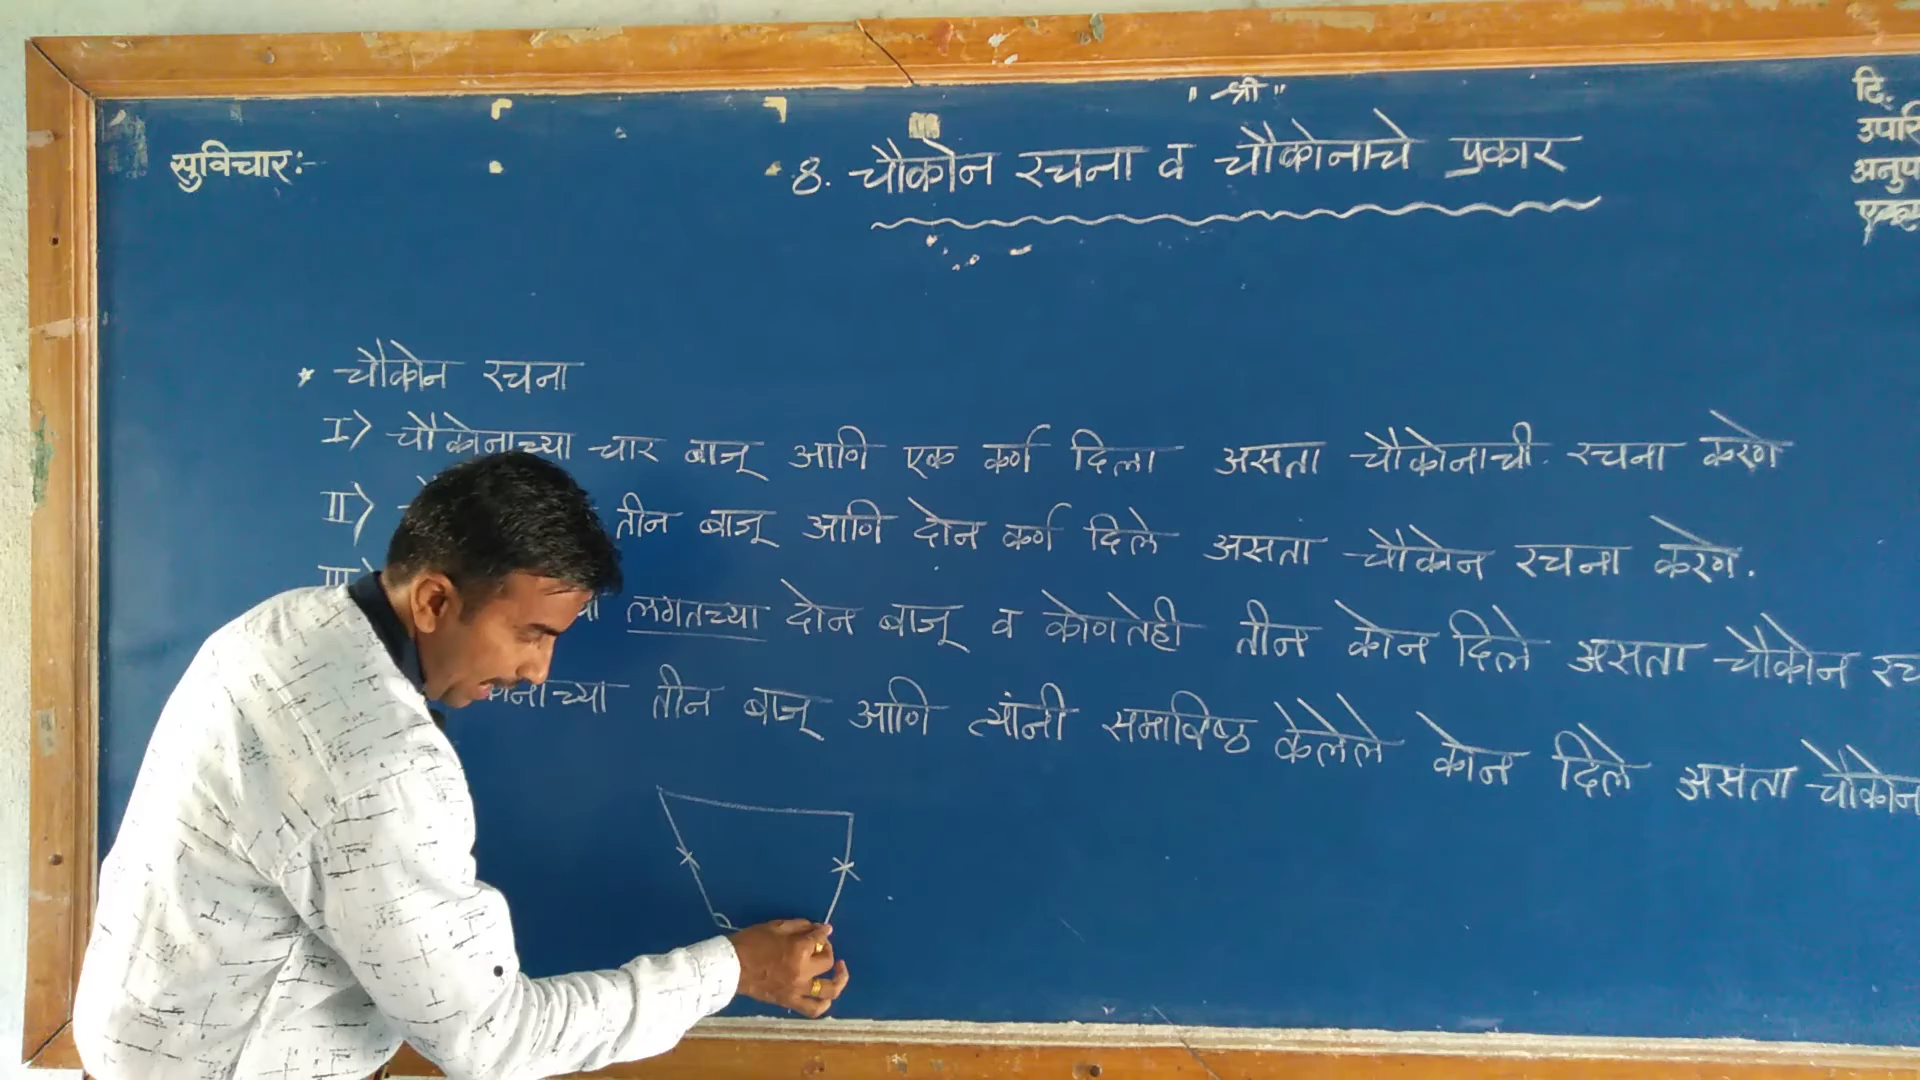 " श्री "
सुविचार:-
8. चौकोन रचना व चौकोनाचे प्रकार
दि.
* चौकोन रचना
I) चौकोनाच्या चार बाजू आणि एक कर्ण दिला असता चौकोनाची रचना करणे
II) तीन बाजू आणि दोन कर्ण दिले असता चौकोन रचना करणे.
III) लगतच्या दोन बाजू व कोणतेही तीन कोन दिले असता चौकोन
तीन बाजू आणि त्यांनी समाविष्ठ केलेले कोन दिले असता चौकोन